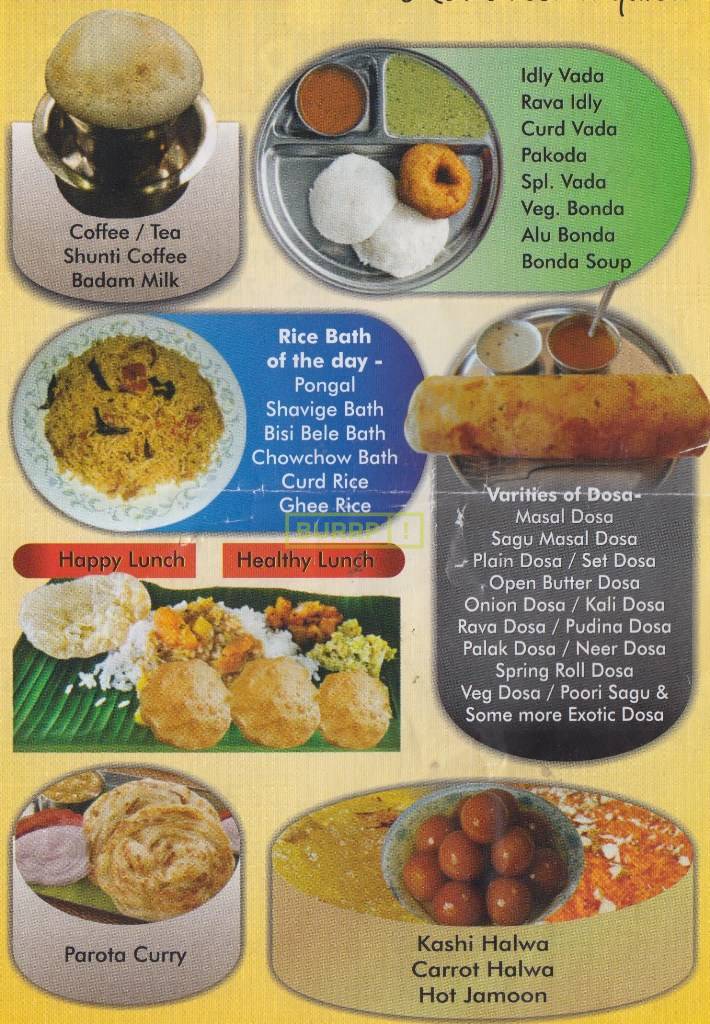 Coffee / Tea
Shunti Coffee
Badam Milk
Idly Vada
Rava Idly
Curd Vada
Pakoda
Spl. Vada
Veg. Bonda
Alu Bonda
Bonda Soup
Rice Bath
of the day -
Pongal
Shavige Bath
Bisi Bele Bath
Chowchow Bath
Curd Rice
Ghee Rice
BURRP!
Varities of Dosa-
Masal Dosa
Sagu Masal Dosa
Plain Dosa / Set Dosa
Open Butter Dosa
Onion Dosa / Kali Dosa
Rava Dosa / Pudina Dosa
Palak Dosa / Neer Dosa
Spring Roll Dosa
Veg Dosa / Poori Sagu &
Some more Exotic Dosa
Happy Lunch
Healthy Lunch
Parota Curry
Kashi Halwa
Carrot Halwa
Hot Jamoon